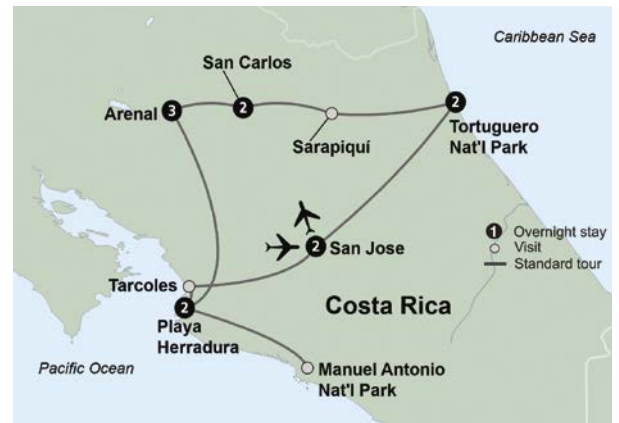 Caribbean Sea
San Carlos
2
Arenal
3
2
Sarapiquí
Tortuguero
Nat'l Park
2
San Jose
1 Overnight stay
Visit
Standard tour
Tarcoles
2
Playa
Herradura
Costa Rica
Pacific Ocean
Manuel Antonio
Nat'l Park